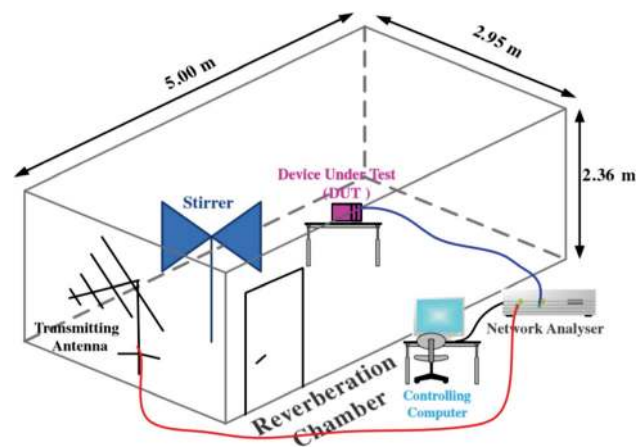 5.00 m
2.95 m
2.36 m
Device Under Test
(DUT )
Stirrer
Transmitting
Antenna
Network Analyser
Reverberation
Chamber
Controlling
Computer